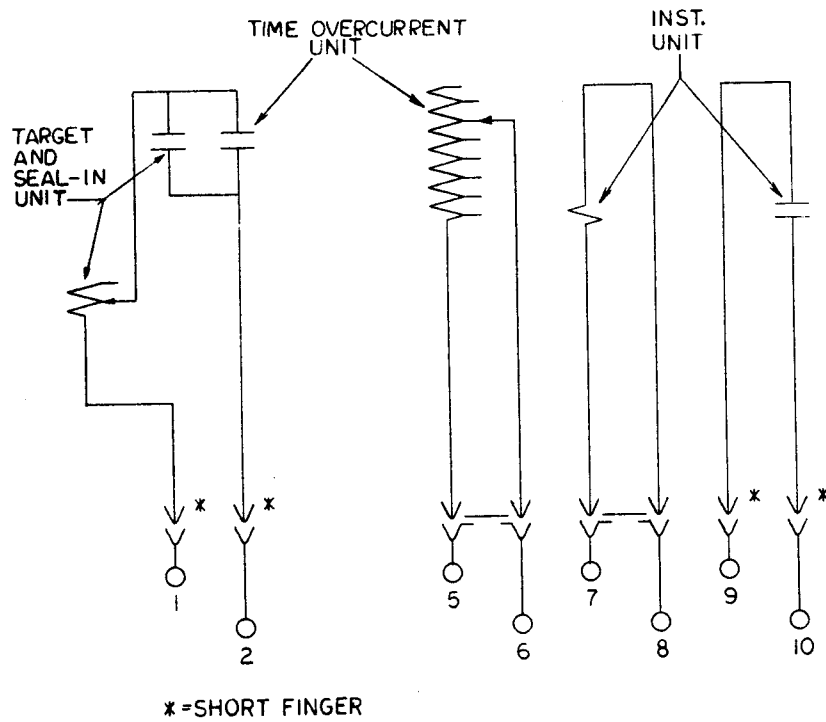 TIME OVERCURRENT
UNIT
INST.
UNIT
TARGET
AND
SEAL-IN
UNIT
*
*
*
*
1
2
5
6
7
8
9
10
*=SHORT FINGER